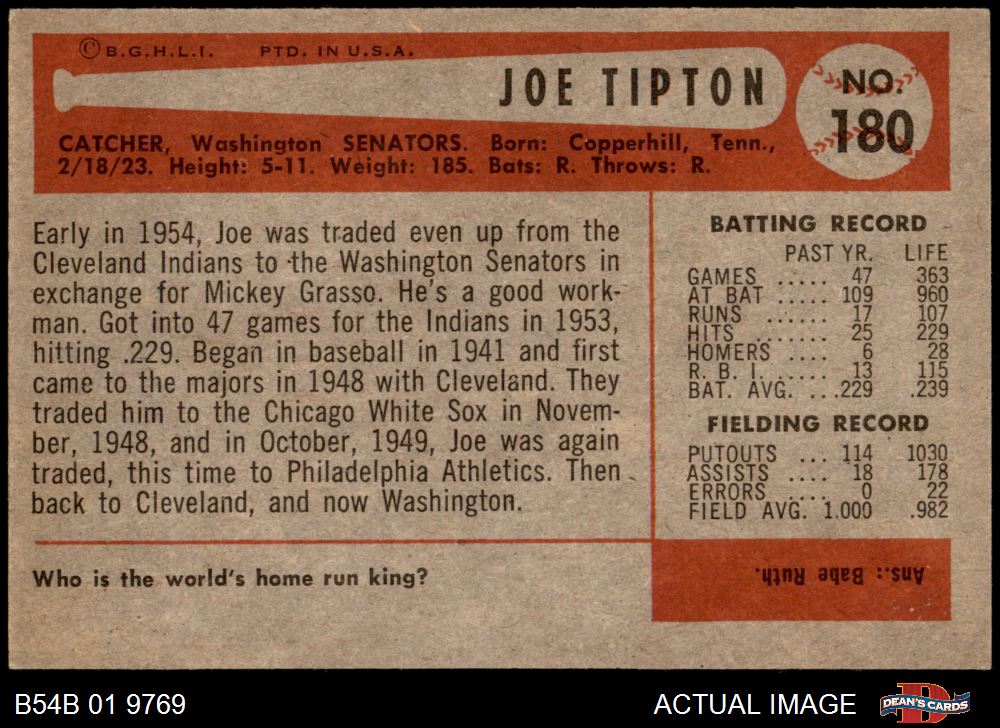 © B.G.H.L.I. PTD. IN U.S.A.
JOE TIPTON
NO.
180
CATCHER, Washington SENATORS. Born: Copperhill, Tenn.,
2/18/23. Height: 5-11. Weight: 185. Bats: R. Throws: R.
Early in 1954, Joe was traded even up from the
Cleveland Indians to the Washington Senators in
exchange for Mickey Grasso. He's a good work-
man. Got into 47 games for the Indians in 1953,
hitting .229. Began in baseball in 1941 and first
came to the majors in 1948 with Cleveland. They
traded him to the Chicago White Sox in Novem-
ber, 1948, and in October, 1949, Joe was again
traded, this time to Philadelphia Athletics. Then
back to Cleveland, and now Washington.
BATTING RECORD
PAST YR. LIFE
GAMES ..... 47 363
AT BAT ..... 109 960
RUNS ...... 17 107
HITS ....... 25 229
HOMERS .... 6 28
R. B. I. ..... 13 115
BAT. AVG. ... .229 .239
FIELDING RECORD
PUTOUTS ... 114 1030
ASSISTS .... 18 178
ERRORS .... 0 22
FIELD AVG. 1.000 .982
Who is the world's home run king?
Ans.: Babe Ruth.
B54B 01 9769
ACTUAL IMAGE
D
DEAN'S CARDS